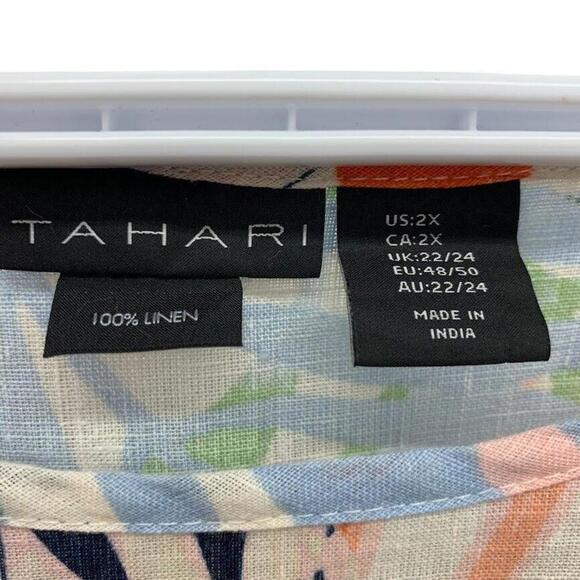 TAHARI
100% LINEN
US:2X
CA:2X
UK:22/24
EU:48/50
AU:22/24
MADE IN
INDIA